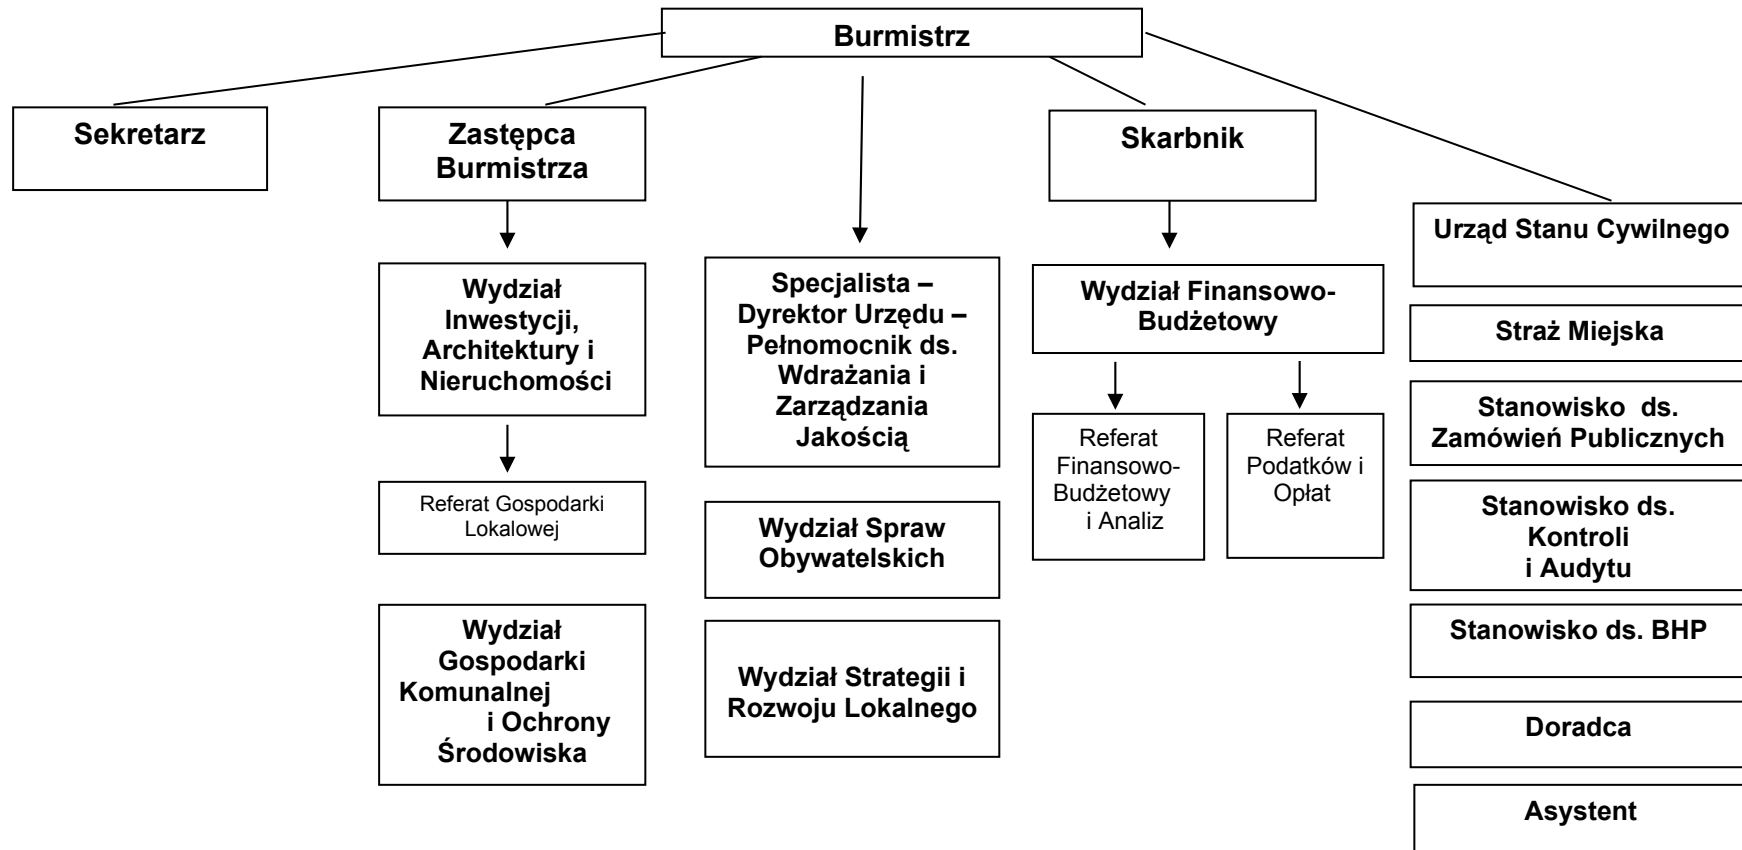 Burmistrz
Sekretarz
Zastępca
Burmistrza
Skarbnik
Urząd Stanu Cywilnego
Wydział
Inwestycji,
Architektury i
Nieruchomości
Specjalista –
Dyrektor Urzędu –
Pełnomocnik ds.
Wdrażania i
Zarządzania
Jakością
Wydział Finansowo-
Budżetowy
Straż Miejska
Stanowisko ds.
Zamówień Publicznych
Referat
Finansowo-
Budżetowy
i Analiz
Referat
Podatków i
Opłat
Referat Gospodarki
Lokalowej
Wydział Spraw
Obywatelskich
Stanowisko ds.
Kontroli
i Audytu
Wydział
Gospodarki
Komunalnej
i Ochrony
Środowiska
Wydział Strategii i
Rozwoju Lokalnego
Stanowisko ds. BHP
Doradca
Asystent